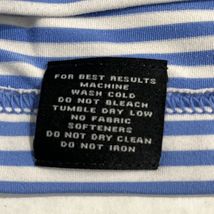 FOR BEST RESULTS
MACHINE
WASH COLD
DO NOT BLEACH
TUMBLE DRY LOW
NO FABRIC
SOFTENERS
DO NOT DRY CLEAN
DO NOT IRON